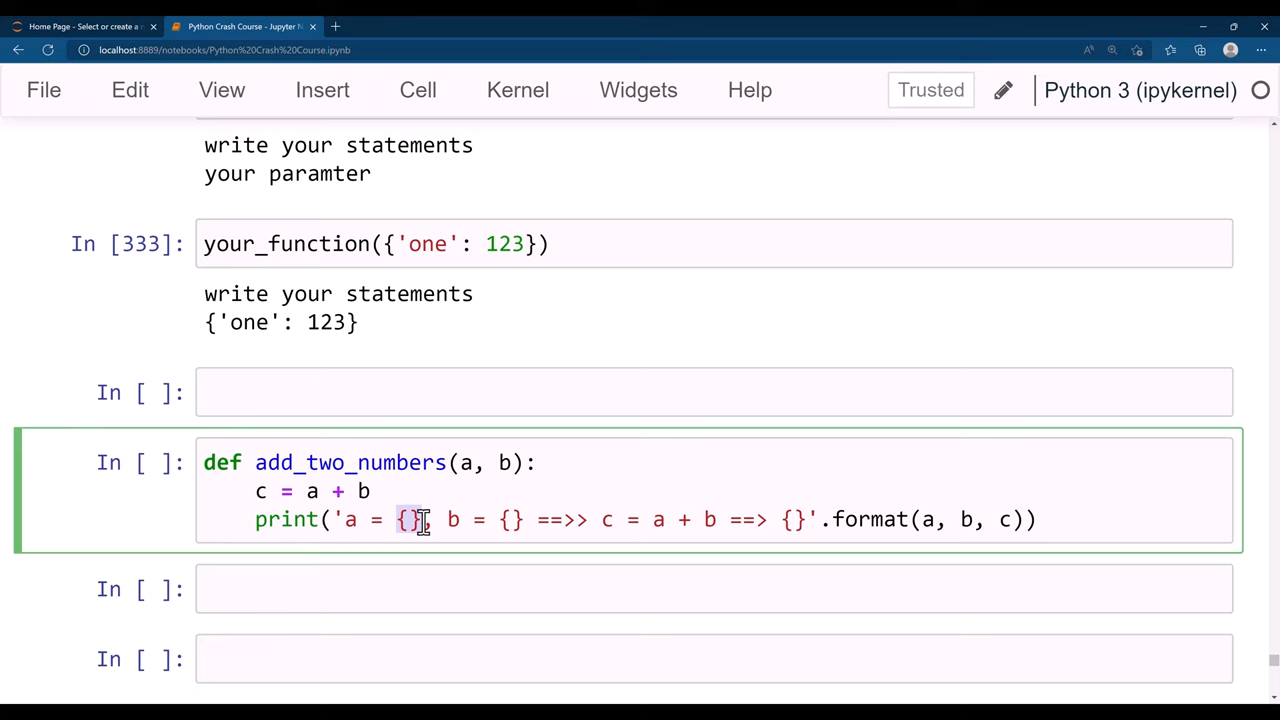 Home Page - Select or create a n
Python Crash Course - Jupyter N
localhost:8889/notebooks/Python%20Crash%20Course.ipynb
File Edit View Insert Cell Kernel Widgets Help Trusted Python 3 (ipykernel)
write your statements
your paramter
In [333]: your_function({'one': 123})
write your statements
{'one': 123}
In [ ]:
In [ ]: def add_two_numbers(a, b):
c = a + b
print('a = {}, b = {} ==>> c = a + b ==> {}'.format(a, b, c))
In [ ]:
In [ ]: